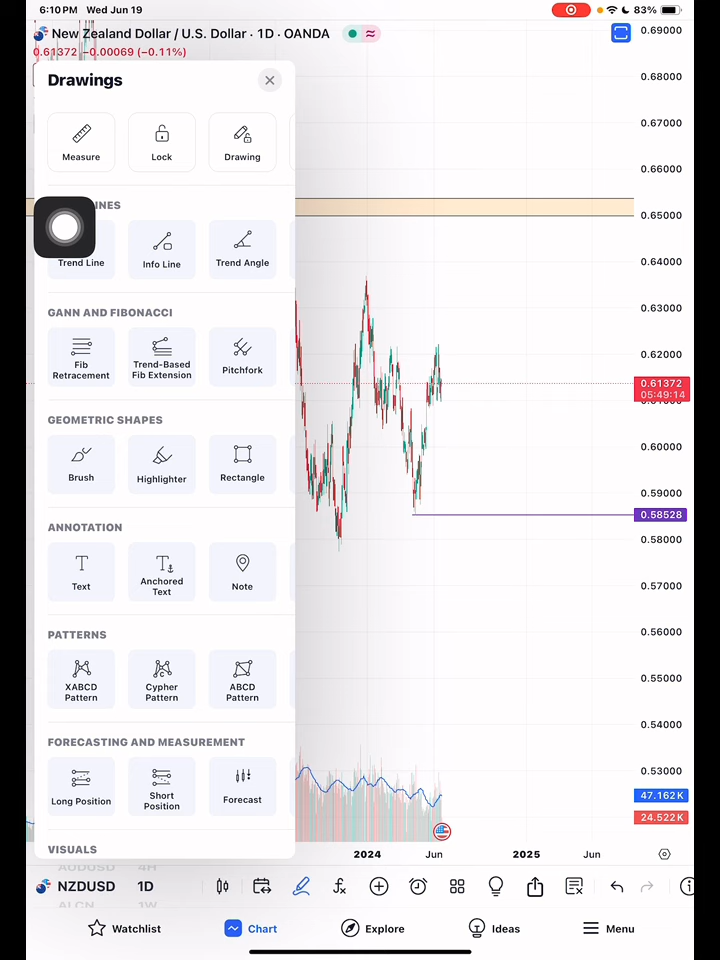 6:10 PM Wed Jun 19
83%
New Zealand Dollar / U.S. Dollar · 1D · OANDA
0.61372 −0.00069 (−0.11%)
Drawings
Measure
Lock
Drawing
INES
Trend Line
Info Line
Trend Angle
GANN AND FIBONACCI
Fib Retracement
Trend-Based Fib Extension
Pitchfork
GEOMETRIC SHAPES
Brush
Highlighter
Rectangle
ANNOTATION
Text
Anchored Text
Note
PATTERNS
XABCD Pattern
Cypher Pattern
ABCD Pattern
FORECASTING AND MEASUREMENT
Long Position
Short Position
Forecast
VISUALS
0.69000
0.68000
0.67000
0.66000
0.65000
0.64000
0.63000
0.62000
0.61372
05:49:14
0.60000
0.59000
0.58528
0.58000
0.57000
0.56000
0.55000
0.54000
0.53000
47.162K
24.522K
2024
Jun
2025
Jun
AUDUSD 4H
NZDUSD 1D
1W
Watchlist
Chart
Explore
Ideas
Menu